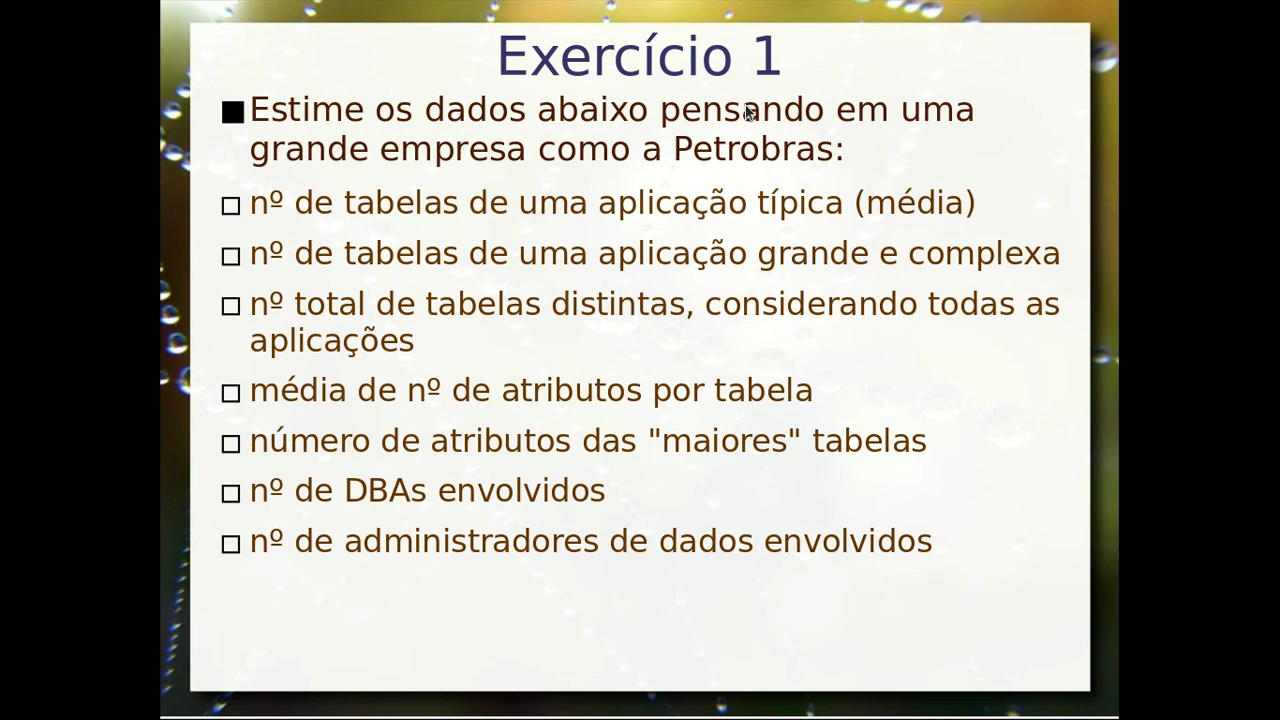 Exercício 1
Estime os dados abaixo pensando em uma
grande empresa como a Petrobras:
nº de tabelas de uma aplicação típica (média)
nº de tabelas de uma aplicação grande e complexa
nº total de tabelas distintas, considerando todas as
aplicações
média de nº de atributos por tabela
número de atributos das "maiores" tabelas
nº de DBAs envolvidos
nº de administradores de dados envolvidos